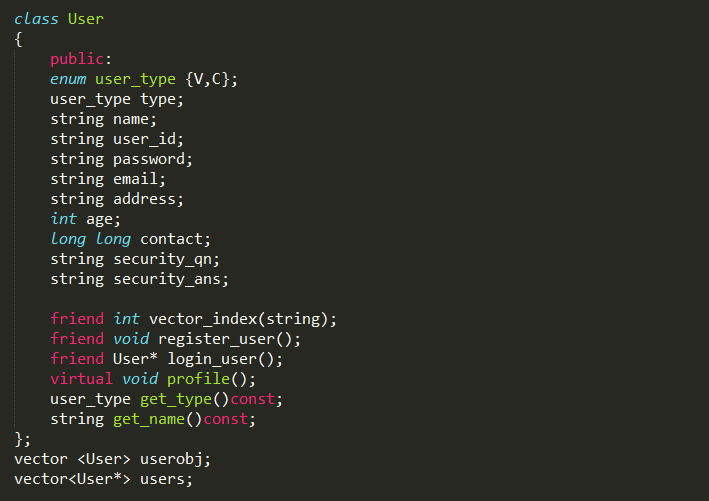 class User
{
    public:
    enum user_type {V,C};
    user_type type;
    string name;
    string user_id;
    string password;
    string email;
    string address;
    int age;
    long long contact;
    string security_qn;
    string security_ans;

    friend int vector_index(string);
    friend void register_user();
    friend User* login_user();
    virtual void profile();
    user_type get_type()const;
    string get_name()const;
};
vector <User> userobj;
vector<User*> users;